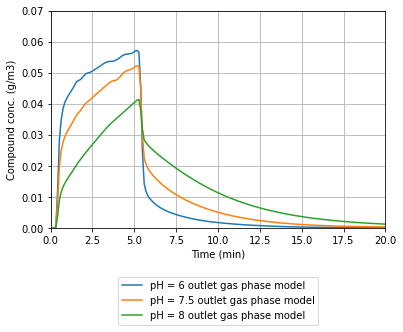 0.07
0.06
0.05
0.04
0.03
0.02
0.01
0.00
Compound conc. (g/m3)
0.0 2.5 5.0 7.5 10.0 12.5 15.0 17.5 20.0
Time (min)
pH = 6 outlet gas phase model
pH = 7.5 outlet gas phase model
pH = 8 outlet gas phase model